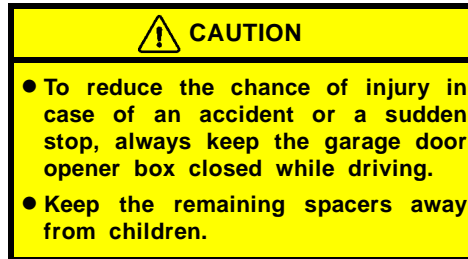 CAUTION
● To reduce the chance of injury in
case of an accident or a sudden
stop, always keep the garage door
opener box closed while driving.
● Keep the remaining spacers away
from children.